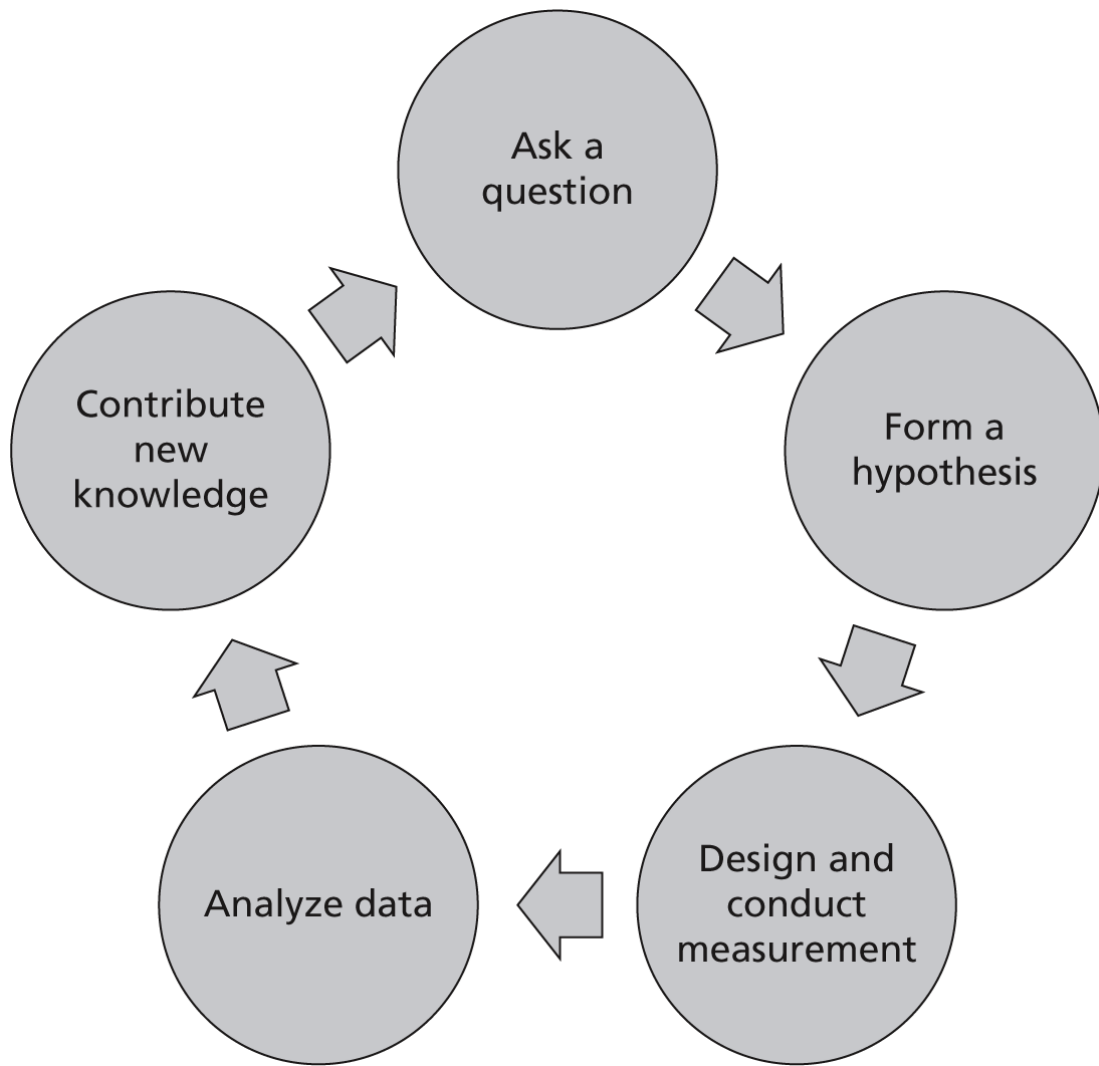 Ask a
question
Form a
hypothesis
Design and
conduct
measurement
Analyze data
Contribute
new
knowledge